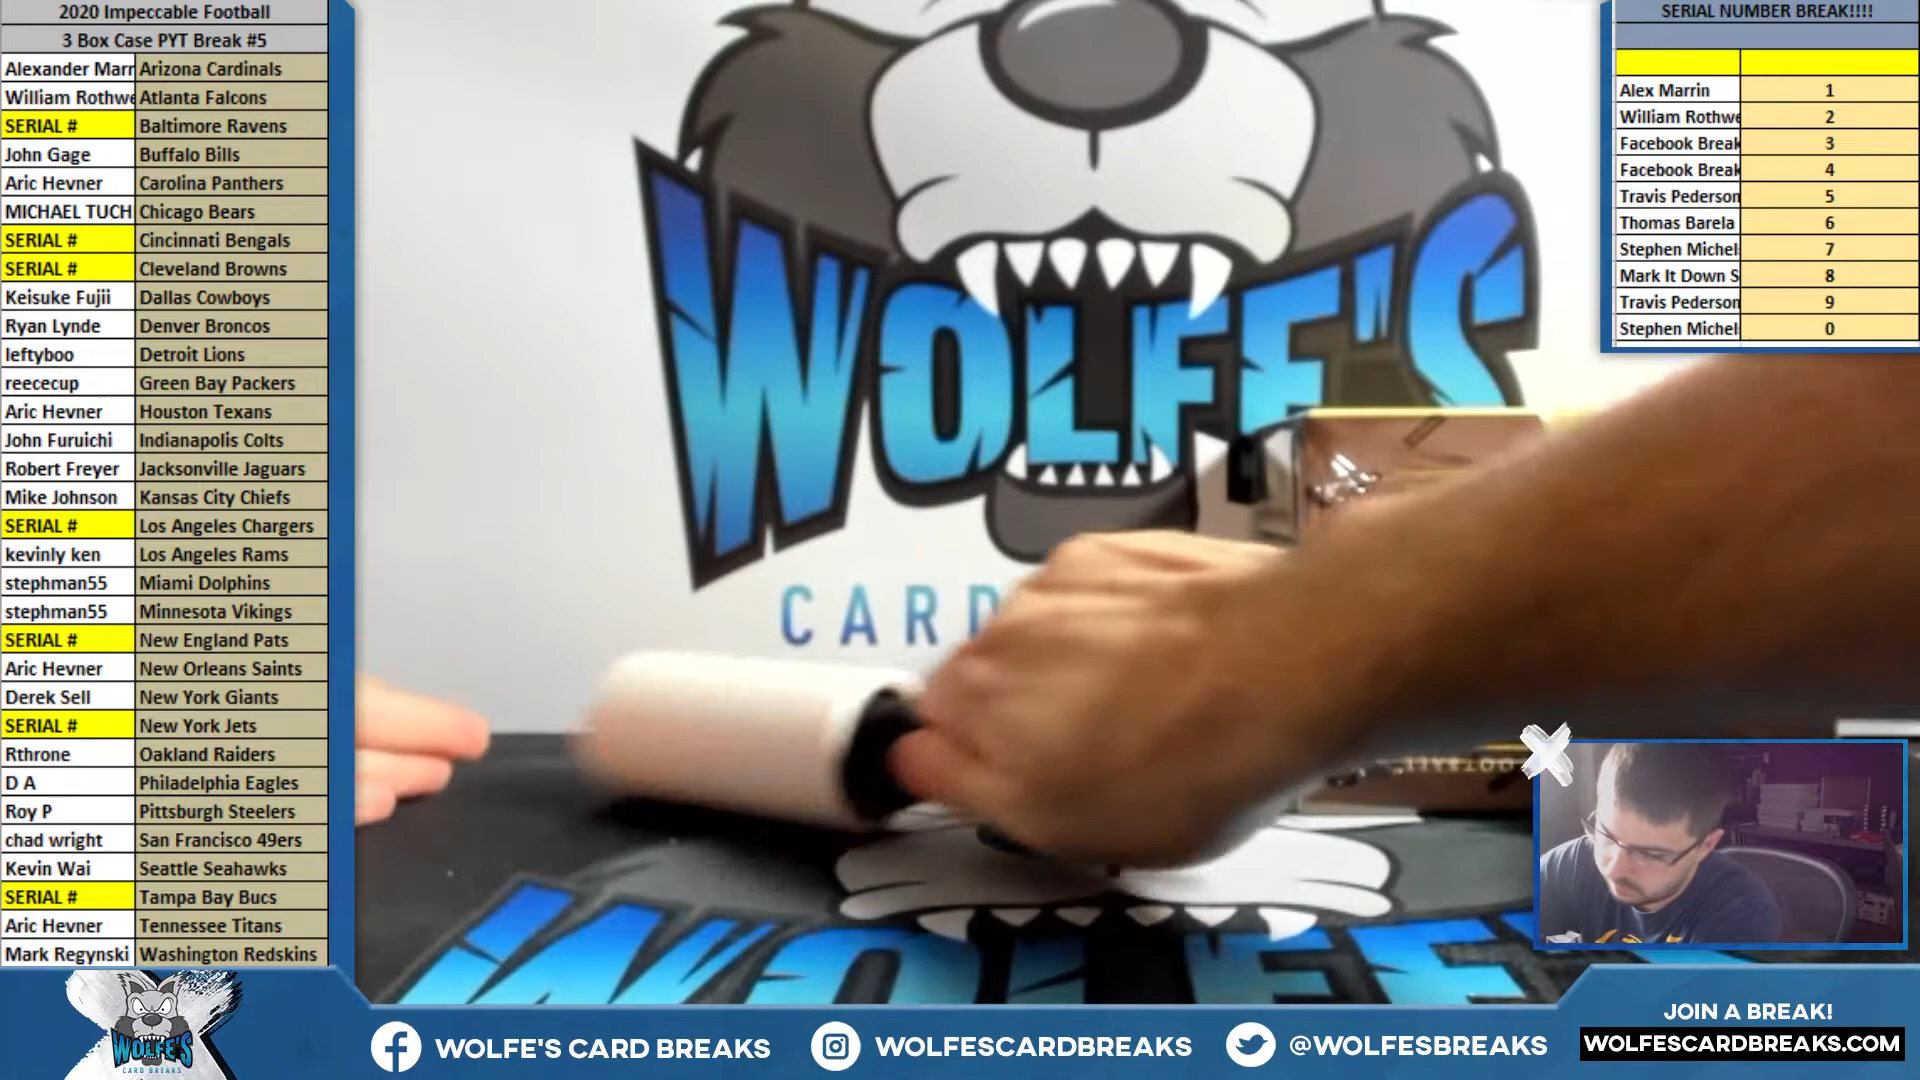 2020 Impeccable Football
3 Box Case PYT Break #5
Alexander Marr Arizona Cardinals
William Rothwe Atlanta Falcons
SERIAL # Baltimore Ravens
John Gage Buffalo Bills
Aric Hevner Carolina Panthers
MICHAEL TUCH Chicago Bears
SERIAL # Cincinnati Bengals
SERIAL # Cleveland Browns
Keisuke Fujii Dallas Cowboys
Ryan Lynde Denver Broncos
leftyboo Detroit Lions
reececup Green Bay Packers
Aric Hevner Houston Texans
John Furuichi Indianapolis Colts
Robert Freyer Jacksonville Jaguars
Mike Johnson Kansas City Chiefs
SERIAL # Los Angeles Chargers
kevinly ken Los Angeles Rams
stephman55 Miami Dolphins
stephman55 Minnesota Vikings
SERIAL # New England Pats
Aric Hevner New Orleans Saints
Derek Sell New York Giants
SERIAL # New York Jets
Rthrone Oakland Raiders
D A Philadelphia Eagles
Roy P Pittsburgh Steelers
chad wright San Francisco 49ers
Kevin Wai Seattle Seahawks
SERIAL # Tampa Bay Bucs
Aric Hevner Tennessee Titans
Mark Regynski Washington Redskins
SERIAL NUMBER BREAK!!!!
Alex Marrin 1
William Rothwe 2
Facebook Break 3
Facebook Break 4
Travis Pederson 5
Thomas Barela 6
Stephen Michel 7
Mark It Down S 8
Travis Pederson 9
Stephen Michel 0
WOLFE'S
CARD
WOLFE'S
WOLFE'S
CARD BREAKS
WOLFE'S CARD BREAKS
WOLFESCARDBREAKS
@WOLFESBREAKS
JOIN A BREAK!
WOLFESCARDBREAKS.COM